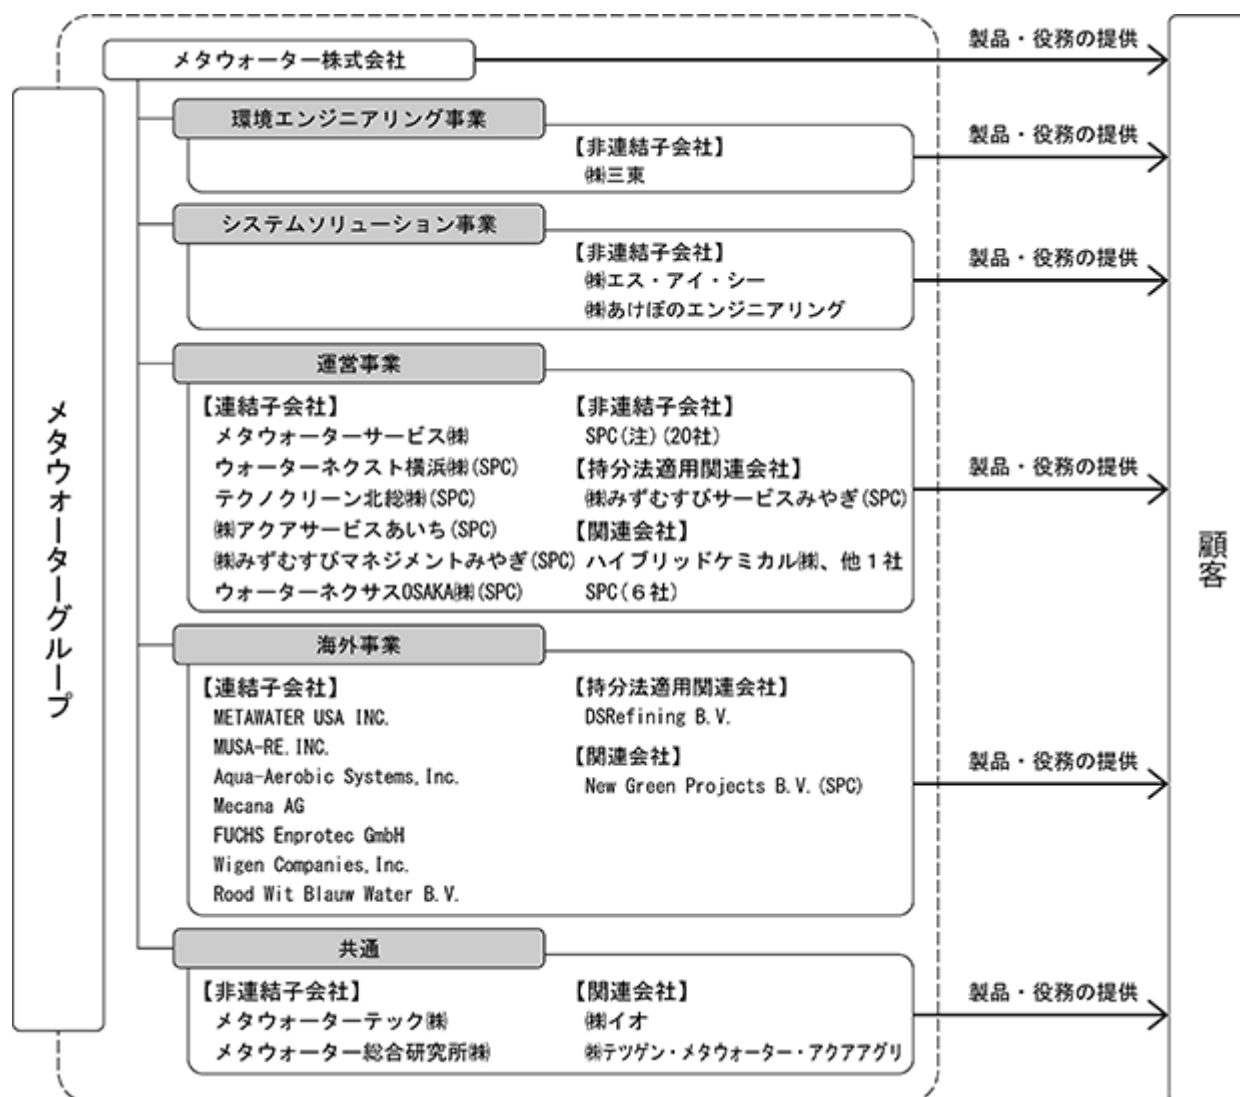 メタウォーターグループ
メタウォーター株式会社
製品・役務の提供
環境エンジニアリング事業
【非連結子会社】
㈱三東
製品・役務の提供
システムソリューション事業
【非連結子会社】
㈱エス・アイ・シー
㈱あけぼのエンジニアリング
製品・役務の提供
運営事業
【連結子会社】
メタウォーターサービス㈱
ウォーターネクスト横浜㈱(SPC)
テクノクリーン北総㈱(SPC)
㈱アクアサービスあいち(SPC)
㈱みずむすびマネジメントみやぎ(SPC)
ウォーターネクサスOSAKA㈱(SPC)
【非連結子会社】
SPC(注)(20社)
【持分法適用関連会社】
㈱みずむすびサービスみやぎ(SPC)
【関連会社】
ハイブリッドケミカル㈱、他１社
SPC(６社)
製品・役務の提供
海外事業
【連結子会社】
METAWATER USA INC.
MUSA-RE.INC.
Aqua-Aerobic Systems,Inc.
Mecana AG
FUCHS Enprotec GmbH
Wigen Companies,Inc.
Rood Wit Blauw Water B.V.
【持分法適用関連会社】
DSRefining B.V.
【関連会社】
New Green Projects B.V.(SPC)
製品・役務の提供
共通
【非連結子会社】
メタウォーターテック㈱
メタウォーター総合研究所㈱
【関連会社】
㈱イオ
㈱テツゲン・メタウォーター・アクアアグリ
製品・役務の提供
顧客